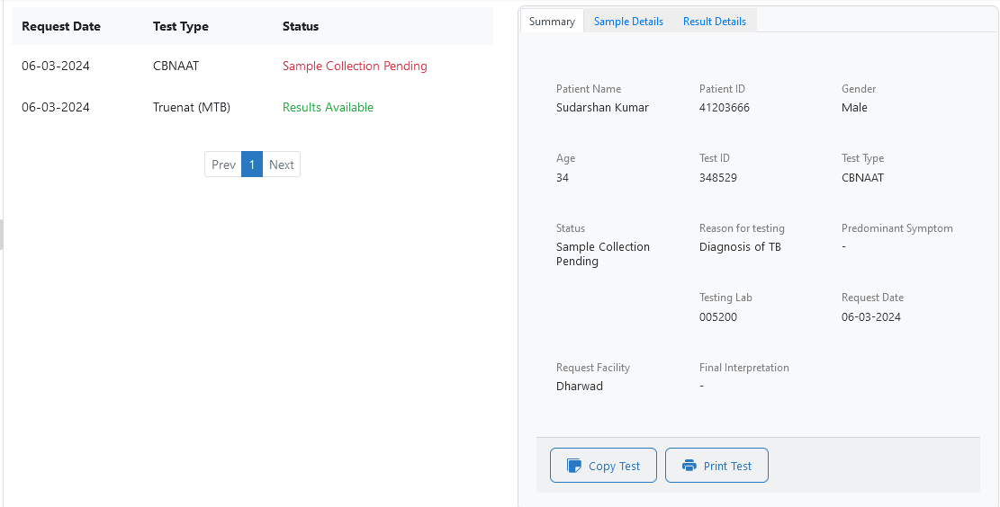 Request Date Test Type Status
06-03-2024 CBNAAT Sample Collection Pending
06-03-2024 Truenat (MTB) Results Available
Prev 1 Next
Summary Sample Details Result Details
Patient Name Patient ID Gender
Sudarshan Kumar 41203666 Male
Age Test ID Test Type
34 348529 CBNAAT
Status Reason for testing Predominant Symptom
Sample Collection Diagnosis of TB -
Pending
Testing Lab Request Date
005200 06-03-2024
Request Facility Final Interpretation
Dharwad -
Copy Test Print Test